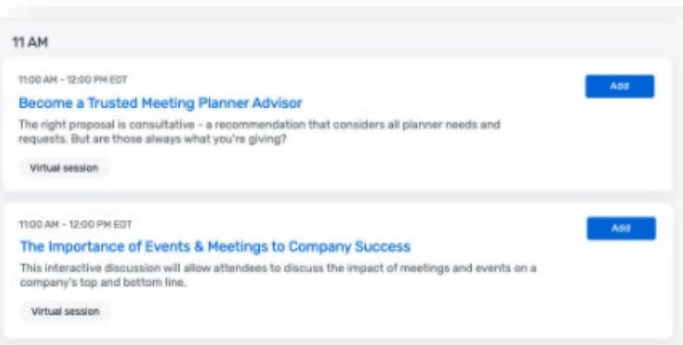 11 AM
11:00 AM - 12:00 PM EDT
Add
Become a Trusted Meeting Planner Advisor
The right proposal is consultative - a recommendation that considers all planner needs and
requests. But are those always what you're giving?
Virtual session
11:00 AM - 12:00 PM EDT
Add
The Importance of Events & Meetings to Company Success
This interactive discussion will allow attendees to discuss the impact of meetings and events on a
company's top and bottom line.
Virtual session